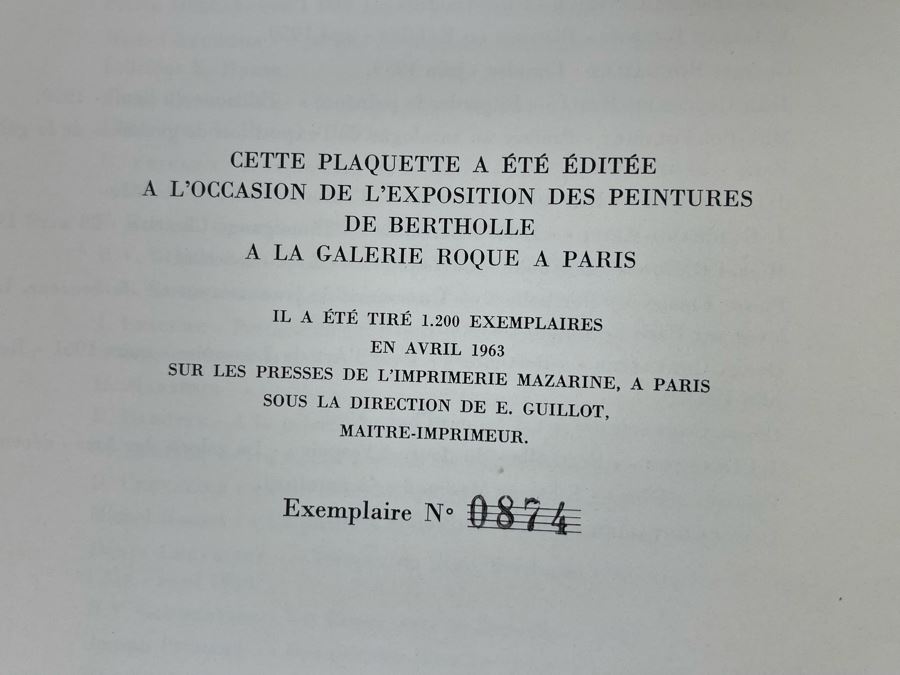 CETTE PLAQUETTE A ÉTÉ ÉDITÉE
A L'OCCASION DE L'EXPOSITION DES PEINTURES
DE BERTHOLLE
A LA GALERIE ROQUE A PARIS
IL A ÉTÉ TIRÉ 1.200 EXEMPLAIRES
EN AVRIL 1963
SUR LES PRESSES DE L'IMPRIMERIE MAZARINE, A PARIS
SOUS LA DIRECTION DE E. GUILLOT,
MAITRE-IMPRIMEUR.
Exemplaire N° 0874